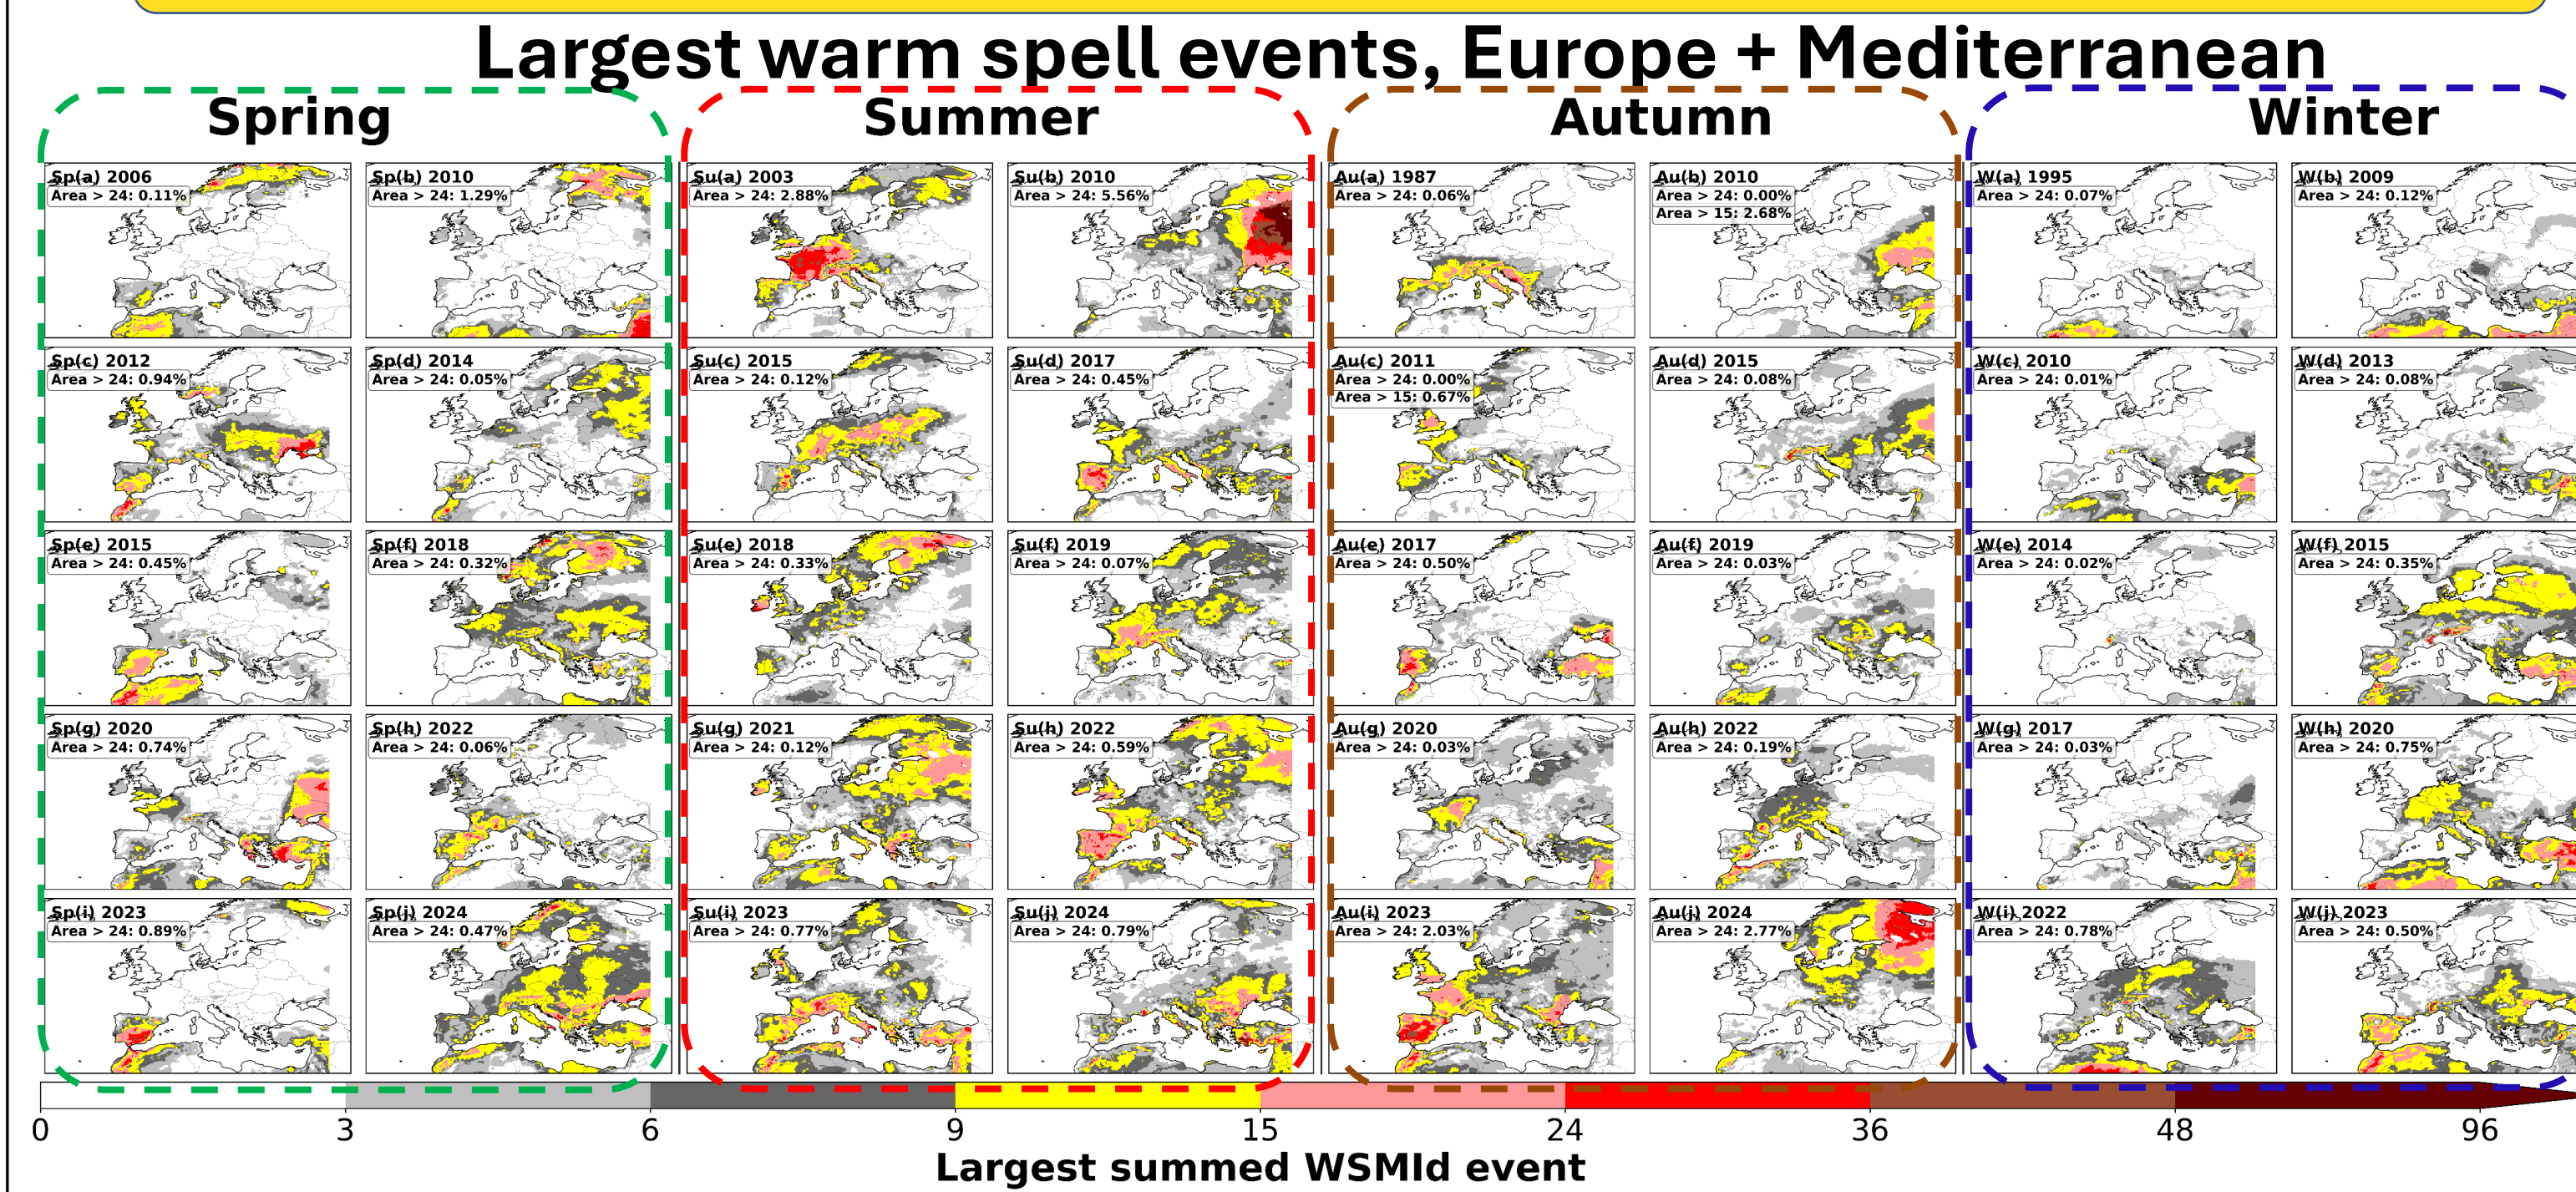 Largest warm spell events, Europe + Mediterranean
Spring
Summer
Autumn
Winter
Sp(a) 2006
Area > 24: 0.11%
Sp(b) 2010
Area > 24: 1.29%
Su(a) 2003
Area > 24: 2.88%
Su(b) 2010
Area > 24: 5.56%
Au(a) 1987
Area > 24: 0.06%
Au(b) 2010
Area > 24: 0.00%
Area > 15: 2.68%
W(a) 1995
Area > 24: 0.07%
W(b) 2009
Area > 24: 0.12%
Sp(c) 2012
Area > 24: 0.94%
Sp(d) 2014
Area > 24: 0.05%
Su(c) 2015
Area > 24: 0.12%
Su(d) 2017
Area > 24: 0.45%
Au(c) 2011
Area > 24: 0.00%
Area > 15: 0.67%
Au(d) 2015
Area > 24: 0.08%
W(c) 2010
Area > 24: 0.01%
W(d) 2013
Area > 24: 0.08%
Sp(e) 2015
Area > 24: 0.45%
Sp(f) 2018
Area > 24: 0.32%
Su(e) 2018
Area > 24: 0.33%
Su(f) 2019
Area > 24: 0.07%
Au(e) 2017
Area > 24: 0.50%
Au(f) 2019
Area > 24: 0.03%
W(e) 2014
Area > 24: 0.02%
W(f) 2015
Area > 24: 0.35%
Sp(g) 2020
Area > 24: 0.74%
Sp(h) 2022
Area > 24: 0.06%
Su(g) 2021
Area > 24: 0.12%
Su(h) 2022
Area > 24: 0.59%
Au(g) 2020
Area > 24: 0.03%
Au(h) 2022
Area > 24: 0.19%
W(g) 2017
Area > 24: 0.03%
W(h) 2020
Area > 24: 0.75%
Sp(i) 2023
Area > 24: 0.89%
Sp(j) 2024
Area > 24: 0.47%
Su(i) 2023
Area > 24: 0.77%
Su(j) 2024
Area > 24: 0.79%
Au(i) 2023
Area > 24: 2.03%
Au(j) 2024
Area > 24: 2.77%
W(i) 2022
Area > 24: 0.78%
W(j) 2023
Area > 24: 0.50%
0 3 6 9 15 24 36 48 96
Largest summed WSMId event